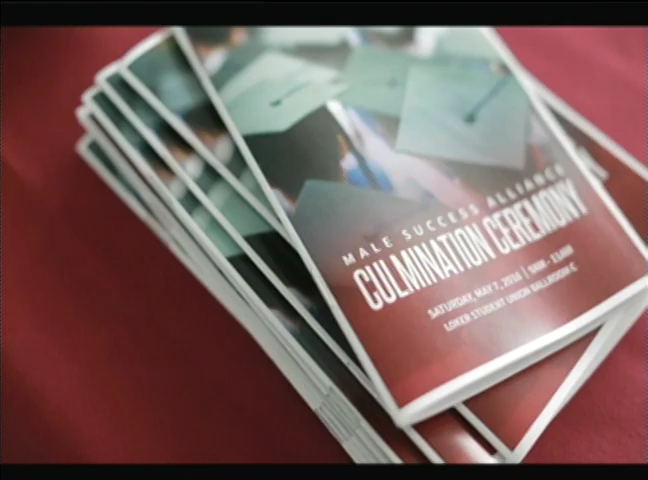 MALE SUCCESS ALLIANCE
CULMINATION CEREMONY
SATURDAY, MAY 7, 2016 | 9AM - 11AM
LOKER STUDENT UNION BALLROOM C